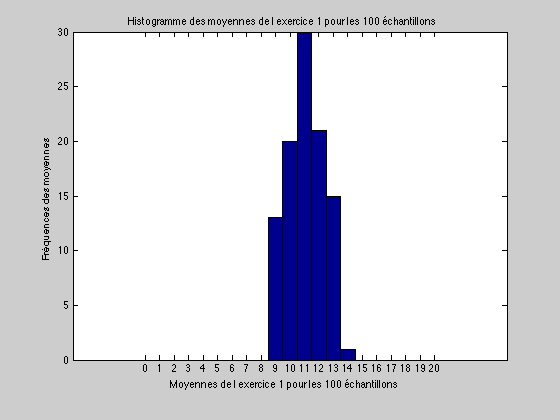 Histogramme des moyennes de l exercice 1 pour les 100 échantillons
30
25
20
15
10
5
0
Fréquences des moyennes
0 1 2 3 4 5 6 7 8 9 10 11 12 13 14 15 16 17 18 19 20
Moyennes de l exercice 1 pour les 100 échantillons